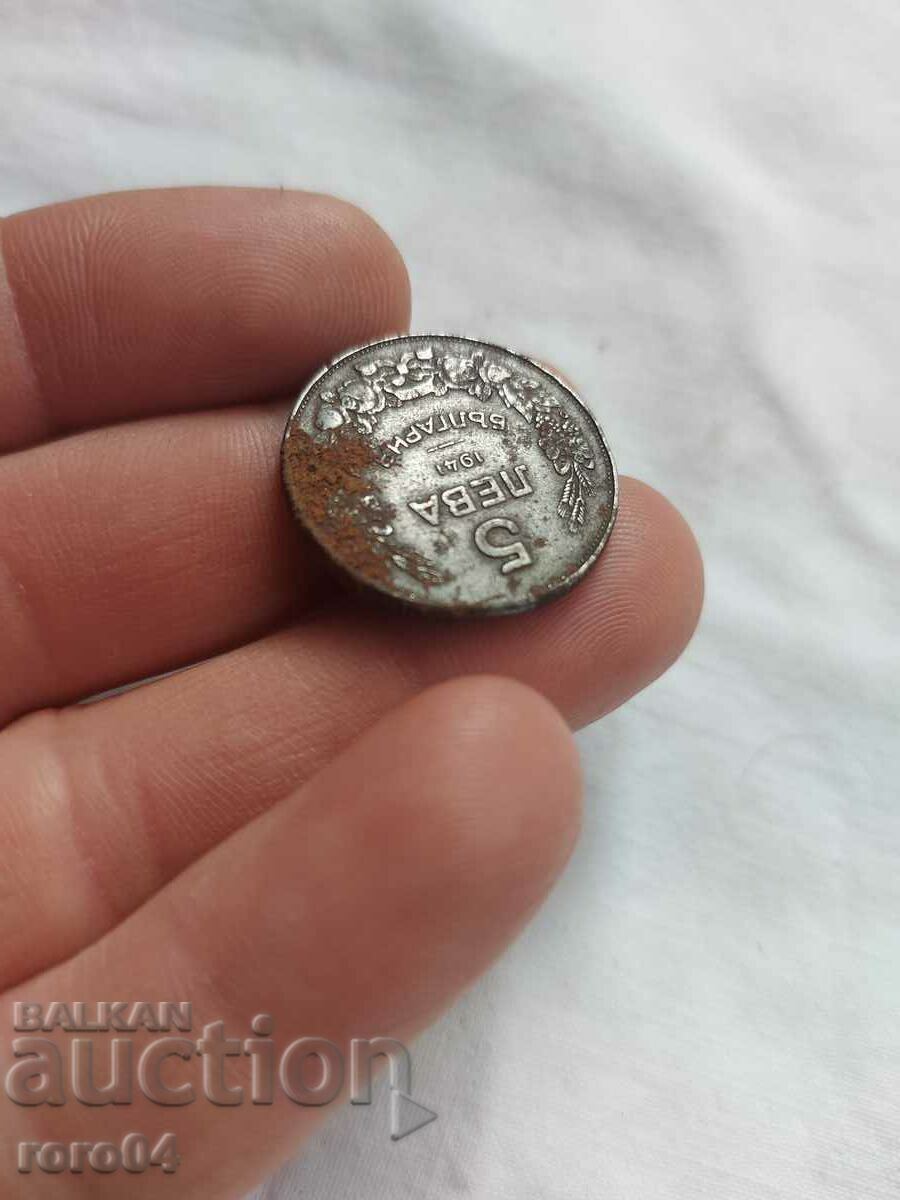 5
ЛЕВА
1941
БЪЛГАРИЯ
BALKAN
auction
roro04